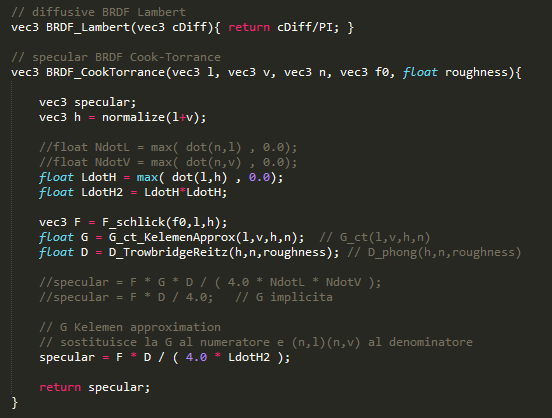 // diffusive BRDF Lambert
vec3 BRDF_Lambert(vec3 cDiff){ return cDiff/PI; }
// specular BRDF Cook-Torrance
vec3 BRDF_CookTorrance(vec3 l, vec3 v, vec3 n, vec3 f0, float roughness){
vec3 specular;
vec3 h = normalize(l+v);
//float NdotL = max( dot(n,l) , 0.0);
//float NdotV = max( dot(n,v) , 0.0);
float LdotH = max( dot(l,h) , 0.0);
float LdotH2 = LdotH*LdotH;
vec3 F = F_schlick(f0,l,h);
float G = G_ct_KelemenApprox(l,v,h,n);  // G_ct(l,v,h,n)
float D = D_TrowbridgeReitz(h,n,roughness); // D_phong(h,n,roughness)
//specular = F * G * D / ( 4.0 * NdotL * NdotV );
//specular = F * D / 4.0;   // G implicita
// G Kelemen approximation
// sostituisce la G al numeratore e (n,l)(n,v) al denominatore
specular = F * D / ( 4.0 * LdotH2 );
return specular;
}